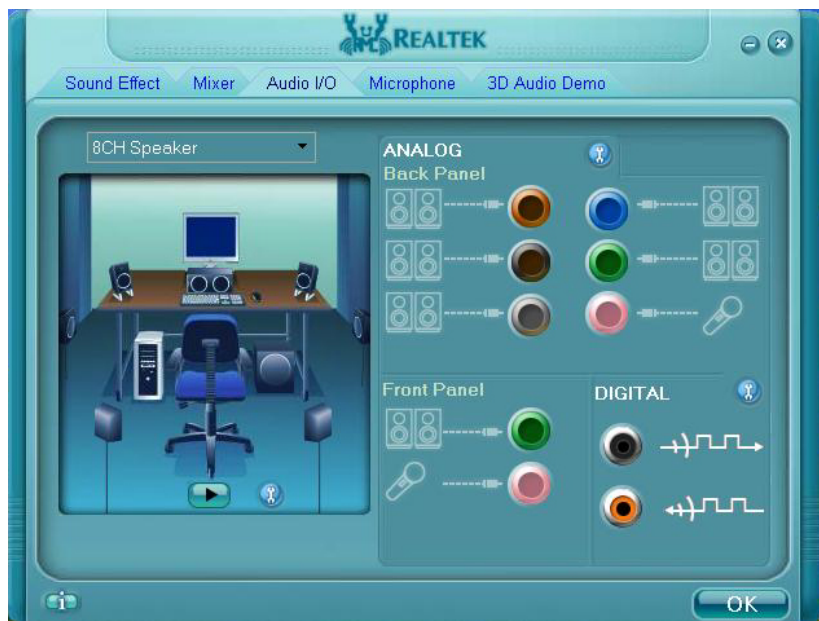 REALTEK
Sound Effect Mixer Audio I/O Microphone 3D Audio Demo
8CH Speaker
ANALOG
Back Panel
Front Panel
DIGITAL
OK